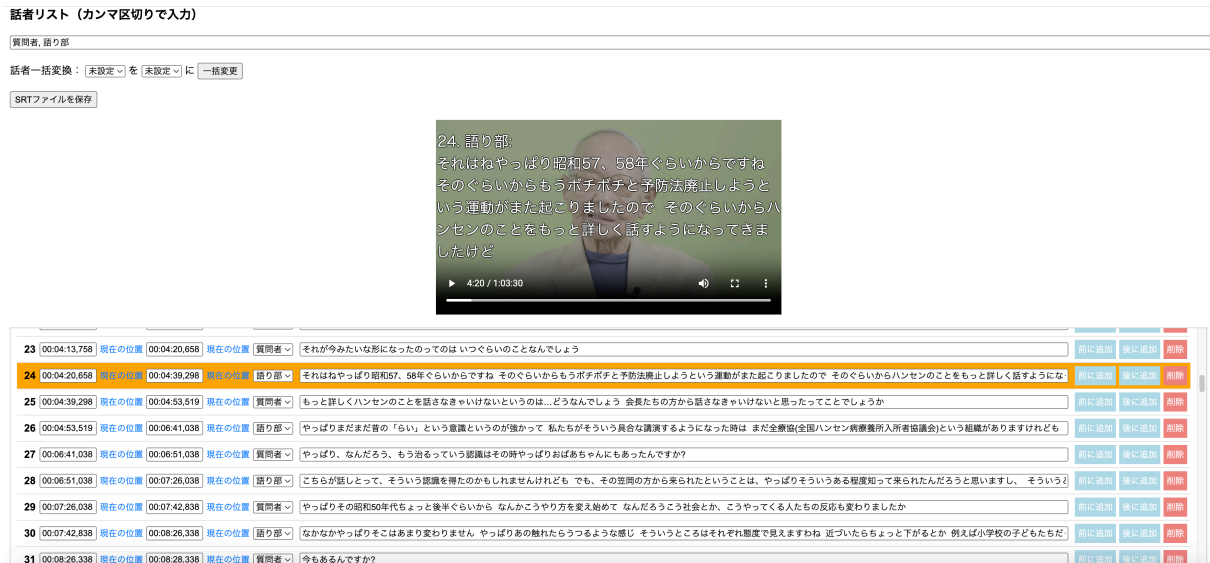 話者リスト（カンマ区切りで入力）
質問者, 語り部
話者一括変換： 未設定 を 未設定 に 一括変更
SRTファイルを保存
24. 語り部:
それはねやっぱり昭和57、58年ぐらいからですね
そのぐらいからもうボチボチと予防法廃止しようと
いう運動がまた起こりましたので そのぐらいからハ
ンセンのことをもっと詳しく話すようになってきま
したけど
4:20 / 1:03:30
23 00:04:13,758 現在の位置 00:04:20,658 現在の位置 質問者 それが今みたいな形になったのってのは いつぐらいのことなんでしょう 前に追加 後に追加 削除
24 00:04:20,658 現在の位置 00:04:39,298 現在の位置 語り部 それはねやっぱり昭和57、58年ぐらいからですね そのぐらいからもうボチボチと予防法廃止しようという運動がまた起こりましたので そのぐらいからハンセンのことをもっと詳しく話すようにな 前に追加 後に追加 削除
25 00:04:39,298 現在の位置 00:04:53,519 現在の位置 質問者 もっと詳しくハンセンのことを話さなきゃいけないというのは…どうなんでしょう 会長たちの方から話さなきゃいけないと思ったってことでしょうか 前に追加 後に追加 削除
26 00:04:53,519 現在の位置 00:06:41,038 現在の位置 語り部 やっぱりまだまだ昔の「らい」という意識というのが強かって 私たちがそういう具合な講演するようになった時は まだ全療協(全国ハンセン病療養所入所者協議会)という組織がありますけれども 前に追加 後に追加 削除
27 00:06:41,038 現在の位置 00:06:51,038 現在の位置 質問者 やっぱり、なんだろう、もう治るっていう認識はその時やっぱりおばあちゃんにもあったんですか? 前に追加 後に追加 削除
28 00:06:51,038 現在の位置 00:07:26,038 現在の位置 語り部 こちらが話しとって、そういう認識を得たのかもしれませんけれども でも、その笠岡の方から来られたということは、やっぱりそういうある程度知って来られたんだろうと思いますし、 そういう 前に追加 後に追加 削除
29 00:07:26,038 現在の位置 00:07:42,838 現在の位置 質問者 やっぱりその昭和50年代ちょっと後半ぐらいから なんかこうやり方を変え始めて なんだろうこう社会とか、こうやってくる人たちの反応も変わりましたか 前に追加 後に追加 削除
30 00:07:42,838 現在の位置 00:08:26,338 現在の位置 語り部 なかなかやっぱりそこはあまり変わりません やっぱりあの触れたらうつるような感じ そういうところはそれぞれ態度で見えますわね 近づいたらちょっと下がるとか 例えば小学校の子どもたちだ 前に追加 後に追加 削除
31 00:08:26,338 現在の位置 00:08:28,338 現在の位置 質問者 今もあるんですか? 前に追加 後に追加 削除